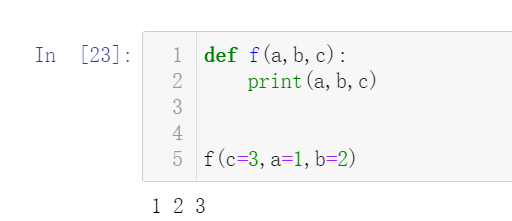 In [23]:
1 def f(a,b,c):
2     print(a,b,c)
3
4
5 f(c=3,a=1,b=2)
1 2 3